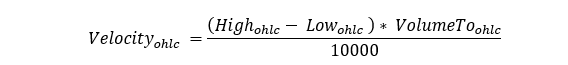 Velocity_ohlc = (High_ohlc − Low_ohlc ) * VolumeTo_ohlc / 10000